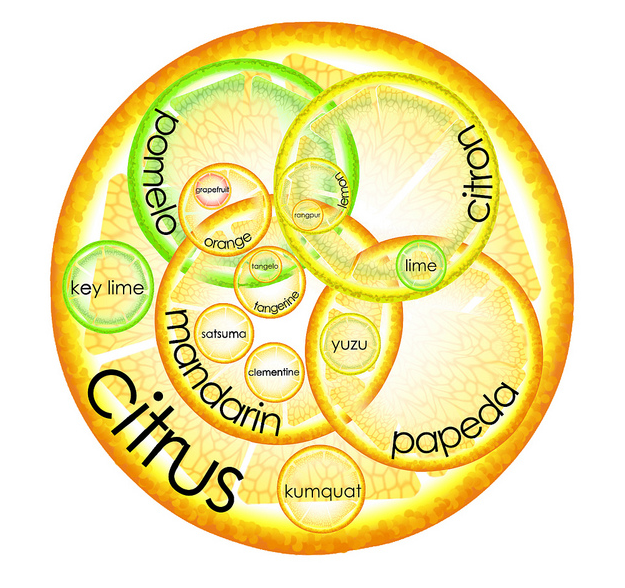 pomelo
citron
grapefruit
lemon
rangpur
orange
tangelo
lime
key lime
tangerine
satsuma
yuzu
clementine
mandarin
papeda
citrus
kumquat